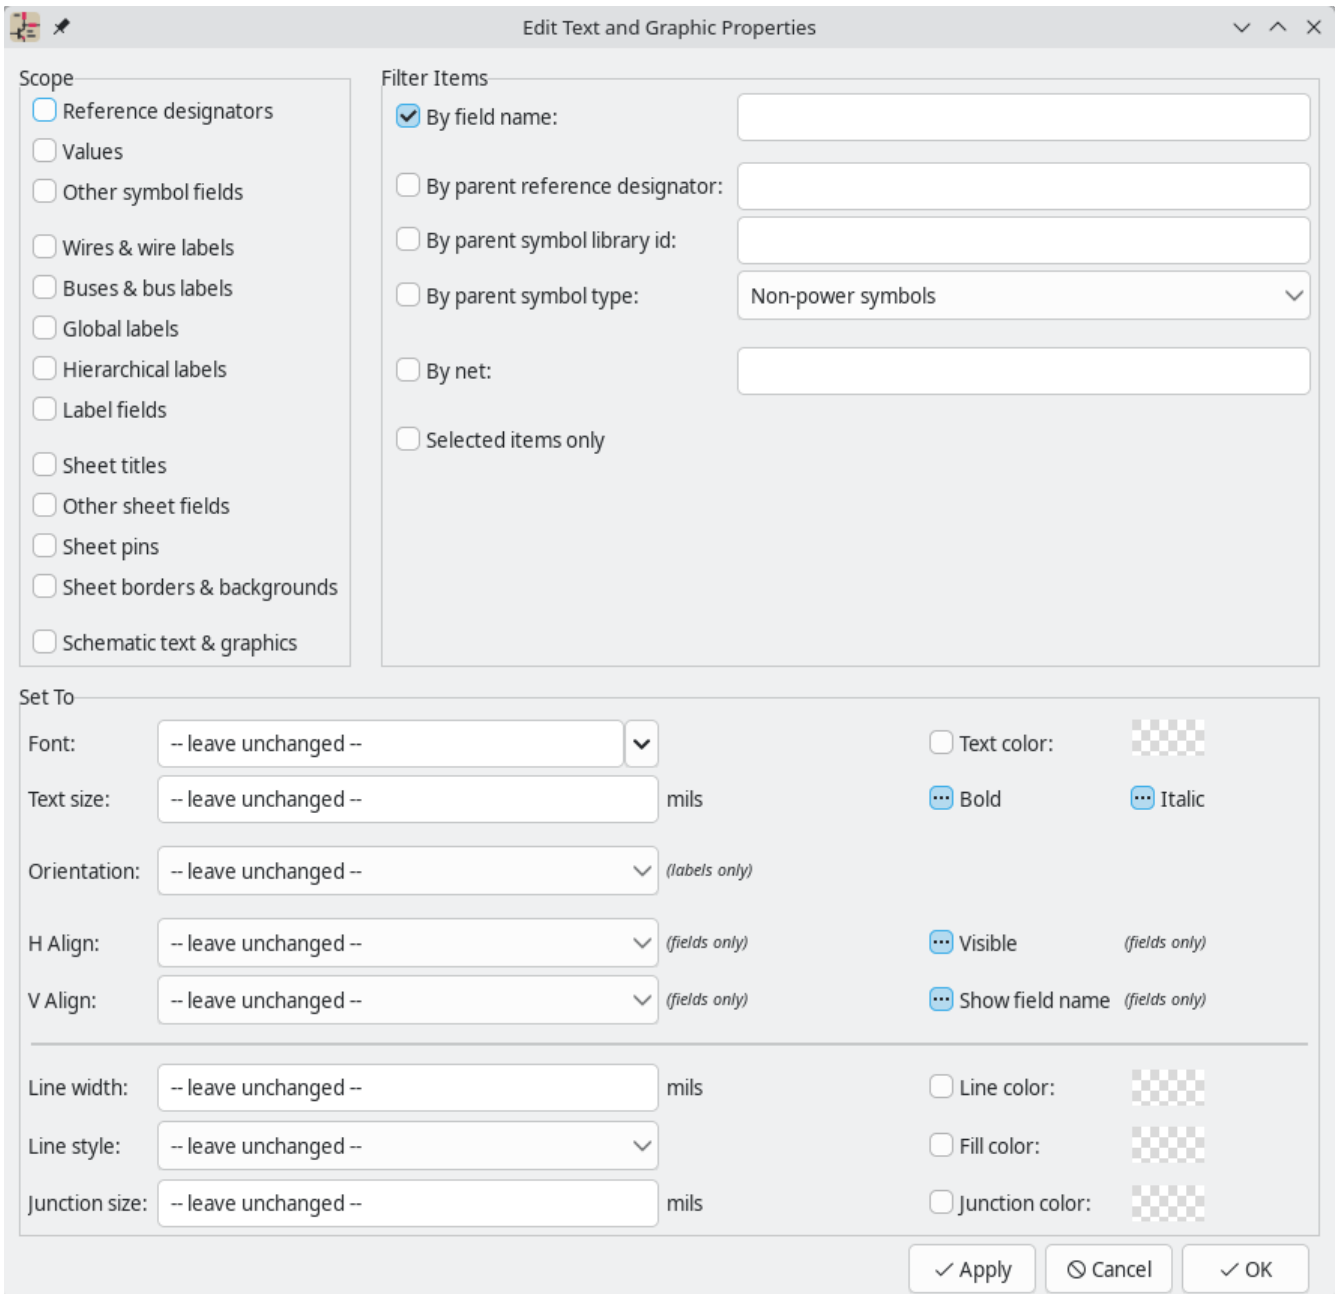 Edit Text and Graphic Properties
Scope
Reference designators
Values
Other symbol fields
Wires & wire labels
Buses & bus labels
Global labels
Hierarchical labels
Label fields
Sheet titles
Other sheet fields
Sheet pins
Sheet borders & backgrounds
Schematic text & graphics
Filter Items
By field name:
By parent reference designator:
By parent symbol library id:
By parent symbol type: Non-power symbols
By net:
Selected items only
Set To
Font: -- leave unchanged -- Text color:
Text size: -- leave unchanged -- mils Bold Italic
Orientation: -- leave unchanged -- (labels only)
H Align: -- leave unchanged -- (fields only) Visible (fields only)
V Align: -- leave unchanged -- (fields only) Show field name (fields only)
Line width: -- leave unchanged -- mils Line color:
Line style: -- leave unchanged -- Fill color:
Junction size: -- leave unchanged -- mils Junction color:
Apply Cancel OK